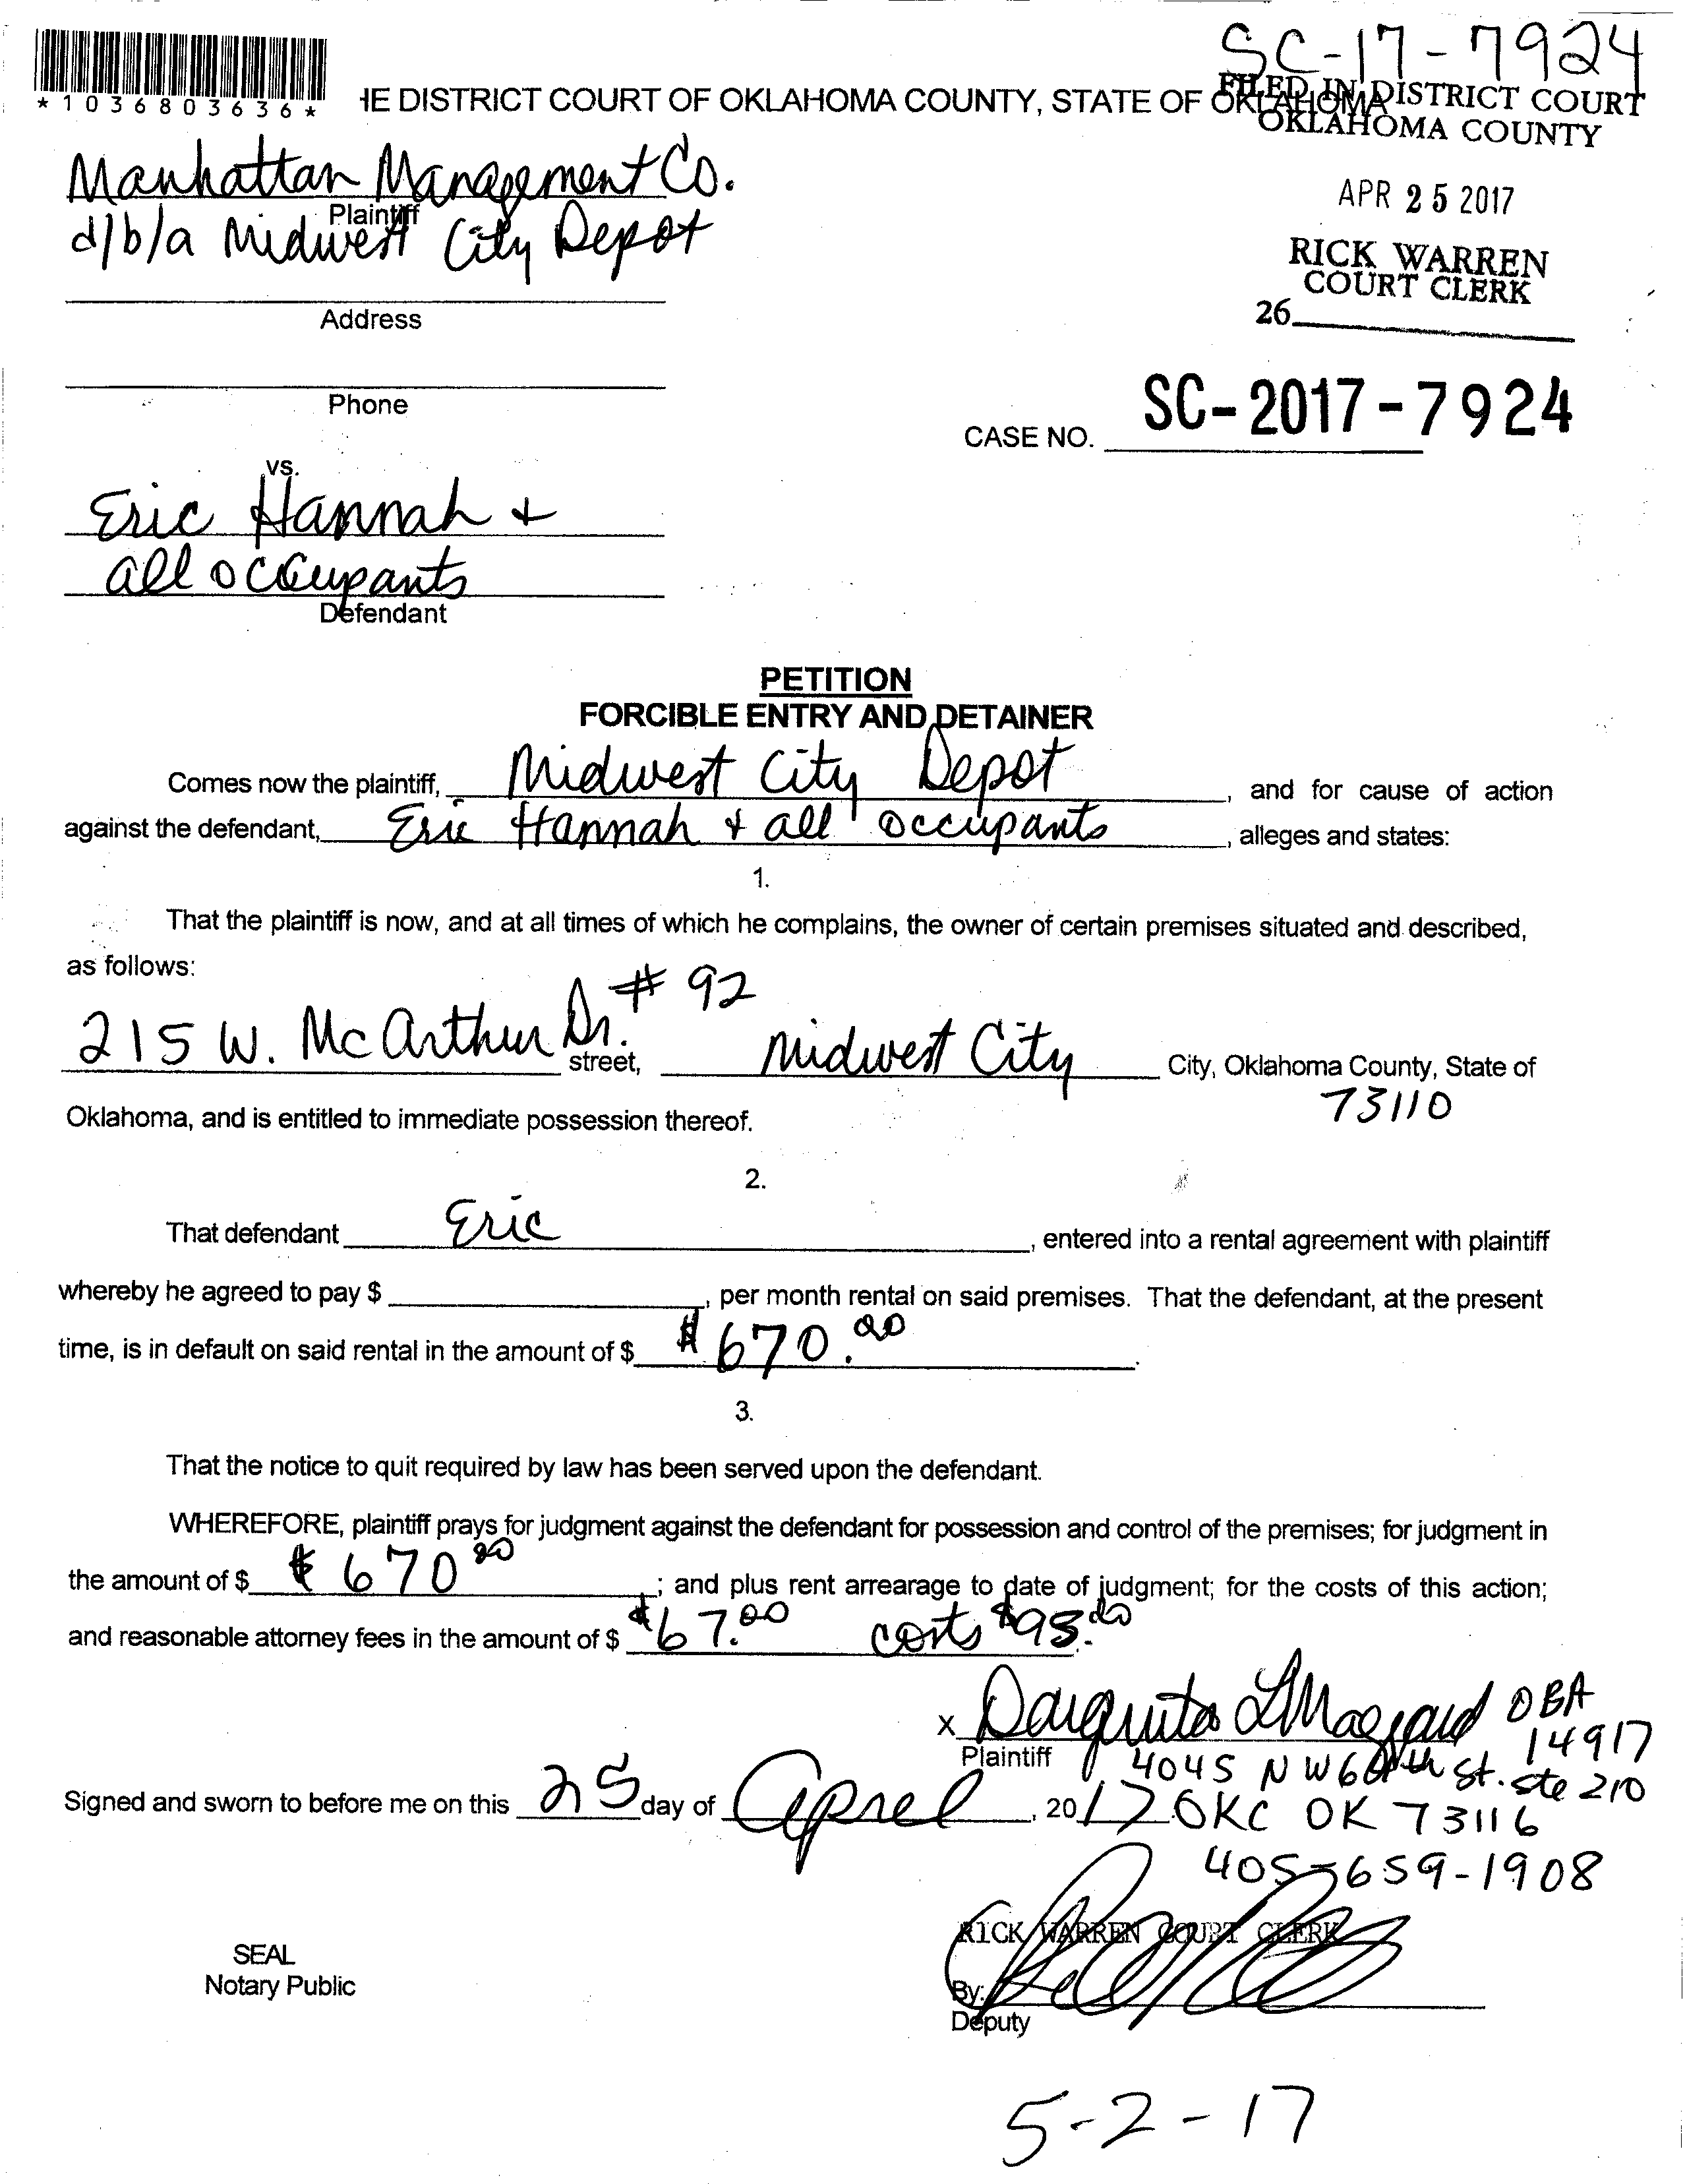 SC-17-7924
*1036803636*
HE DISTRICT COURT OF OKLAHOMA COUNTY, STATE OF OKLAHOMA
FILED IN DISTRICT COURT
OKLAHOMA COUNTY
Manhattan Management Co.
Plaintiff
d/b/a Midwest City Depot
APR 25 2017
RICK WARREN
COURT CLERK
26
Address
Phone
CASE NO. SC-2017-7924
vs.
Eric Hannah +
all occupants
Defendant
PETITION
FORCIBLE ENTRY AND DETAINER
Comes now the plaintiff, Midwest City Depot, and for cause of action
against the defendant, Eric Hannah + all occupants, alleges and states:
1.
That the plaintiff is now, and at all times of which he complains, the owner of certain premises situated and described,
as follows:
215 W. McArthur Dr. # 92 street, Midwest City City, Oklahoma County, State of
Oklahoma, and is entitled to immediate possession thereof. 73110
2.
That defendant Eric, entered into a rental agreement with plaintiff
whereby he agreed to pay $, per month rental on said premises. That the defendant, at the present
time, is in default on said rental in the amount of $ $670.00.
3.
That the notice to quit required by law has been served upon the defendant.
WHEREFORE, plaintiff prays for judgment against the defendant for possession and control of the premises; for judgment in
the amount of $ $670 00; and plus rent arrearage to date of judgment; for the costs of this action;
and reasonable attorney fees in the amount of $ $67.00 costs $95.00
x OBA
Plaintiff 14917
4045 NW 64th St. Ste 210
Signed and sworn to before me on this 25 day of April, 2017 OKC OK 73116
405-659-1908
RICK WARREN COURT CLERK
SEAL
Notary Public
By:
Deputy
5-2-17